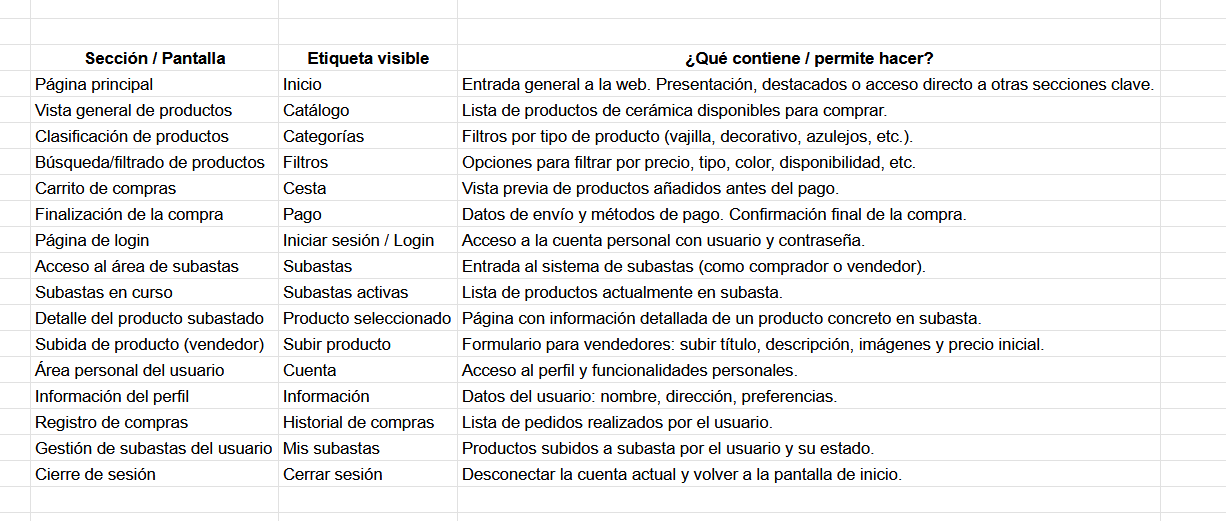 Sección / Pantalla Etiqueta visible ¿Qué contiene / permite hacer?
Página principal Inicio Entrada general a la web. Presentación, destacados o acceso directo a otras secciones clave.
Vista general de productos Catálogo Lista de productos de cerámica disponibles para comprar.
Clasificación de productos Categorías Filtros por tipo de producto (vajilla, decorativo, azulejos, etc.).
Búsqueda/filtrado de productos Filtros Opciones para filtrar por precio, tipo, color, disponibilidad, etc.
Carrito de compras Cesta Vista previa de productos añadidos antes del pago.
Finalización de la compra Pago Datos de envío y métodos de pago. Confirmación final de la compra.
Página de login Iniciar sesión / Login Acceso a la cuenta personal con usuario y contraseña.
Acceso al área de subastas Subastas Entrada al sistema de subastas (como comprador o vendedor).
Subastas en curso Subastas activas Lista de productos actualmente en subasta.
Detalle del producto subastado Producto seleccionado Página con información detallada de un producto concreto en subasta.
Subida de producto (vendedor) Subir producto Formulario para vendedores: subir título, descripción, imágenes y precio inicial.
Área personal del usuario Cuenta Acceso al perfil y funcionalidades personales.
Información del perfil Información Datos del usuario: nombre, dirección, preferencias.
Registro de compras Historial de compras Lista de pedidos realizados por el usuario.
Gestión de subastas del usuario Mis subastas Productos subidos a subasta por el usuario y su estado.
Cierre de sesión Cerrar sesión Desconectar la cuenta actual y volver a la pantalla de inicio.